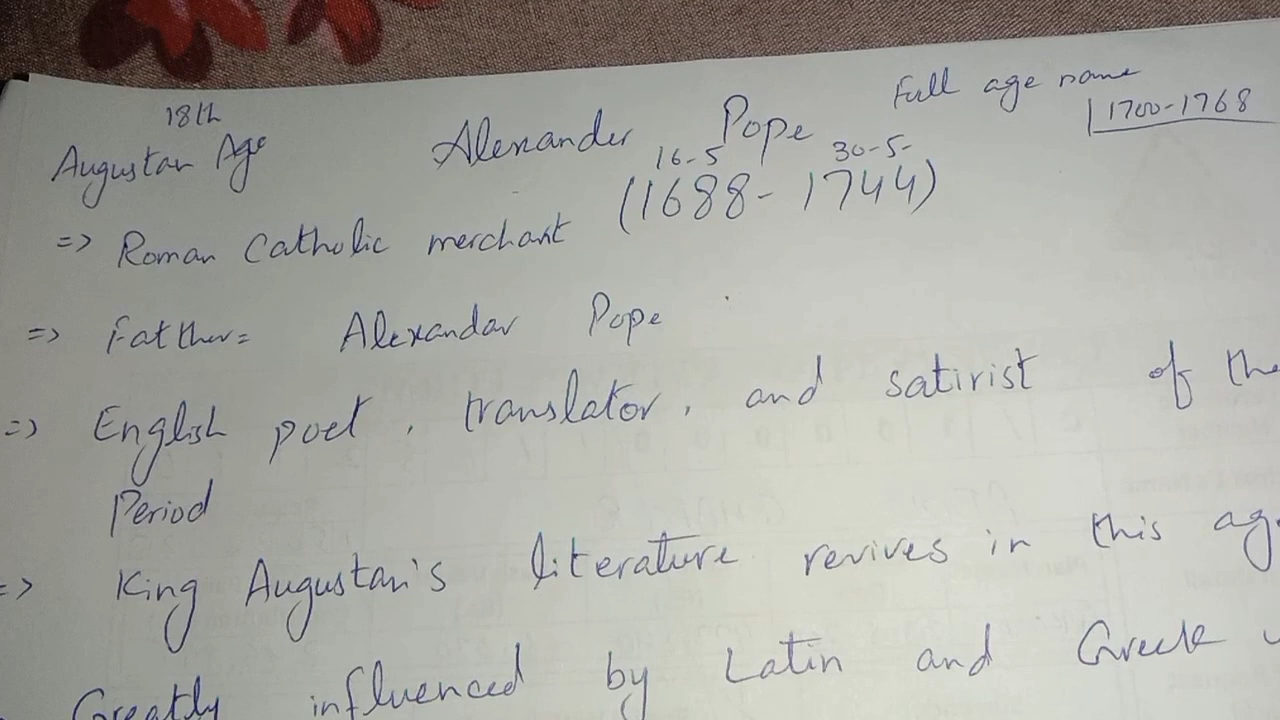 18th
Augustan Age Alexander Pope Full age name
1700-1768
16-5 30-5-
(1688-1744)
=> Roman Catholic merchant
=> Father= Alexandar Pope
=> English poet, translator, and satirist of the
Period
=> King Augustan's literature revives in this ag
Greatly influenced by Latin and Greek